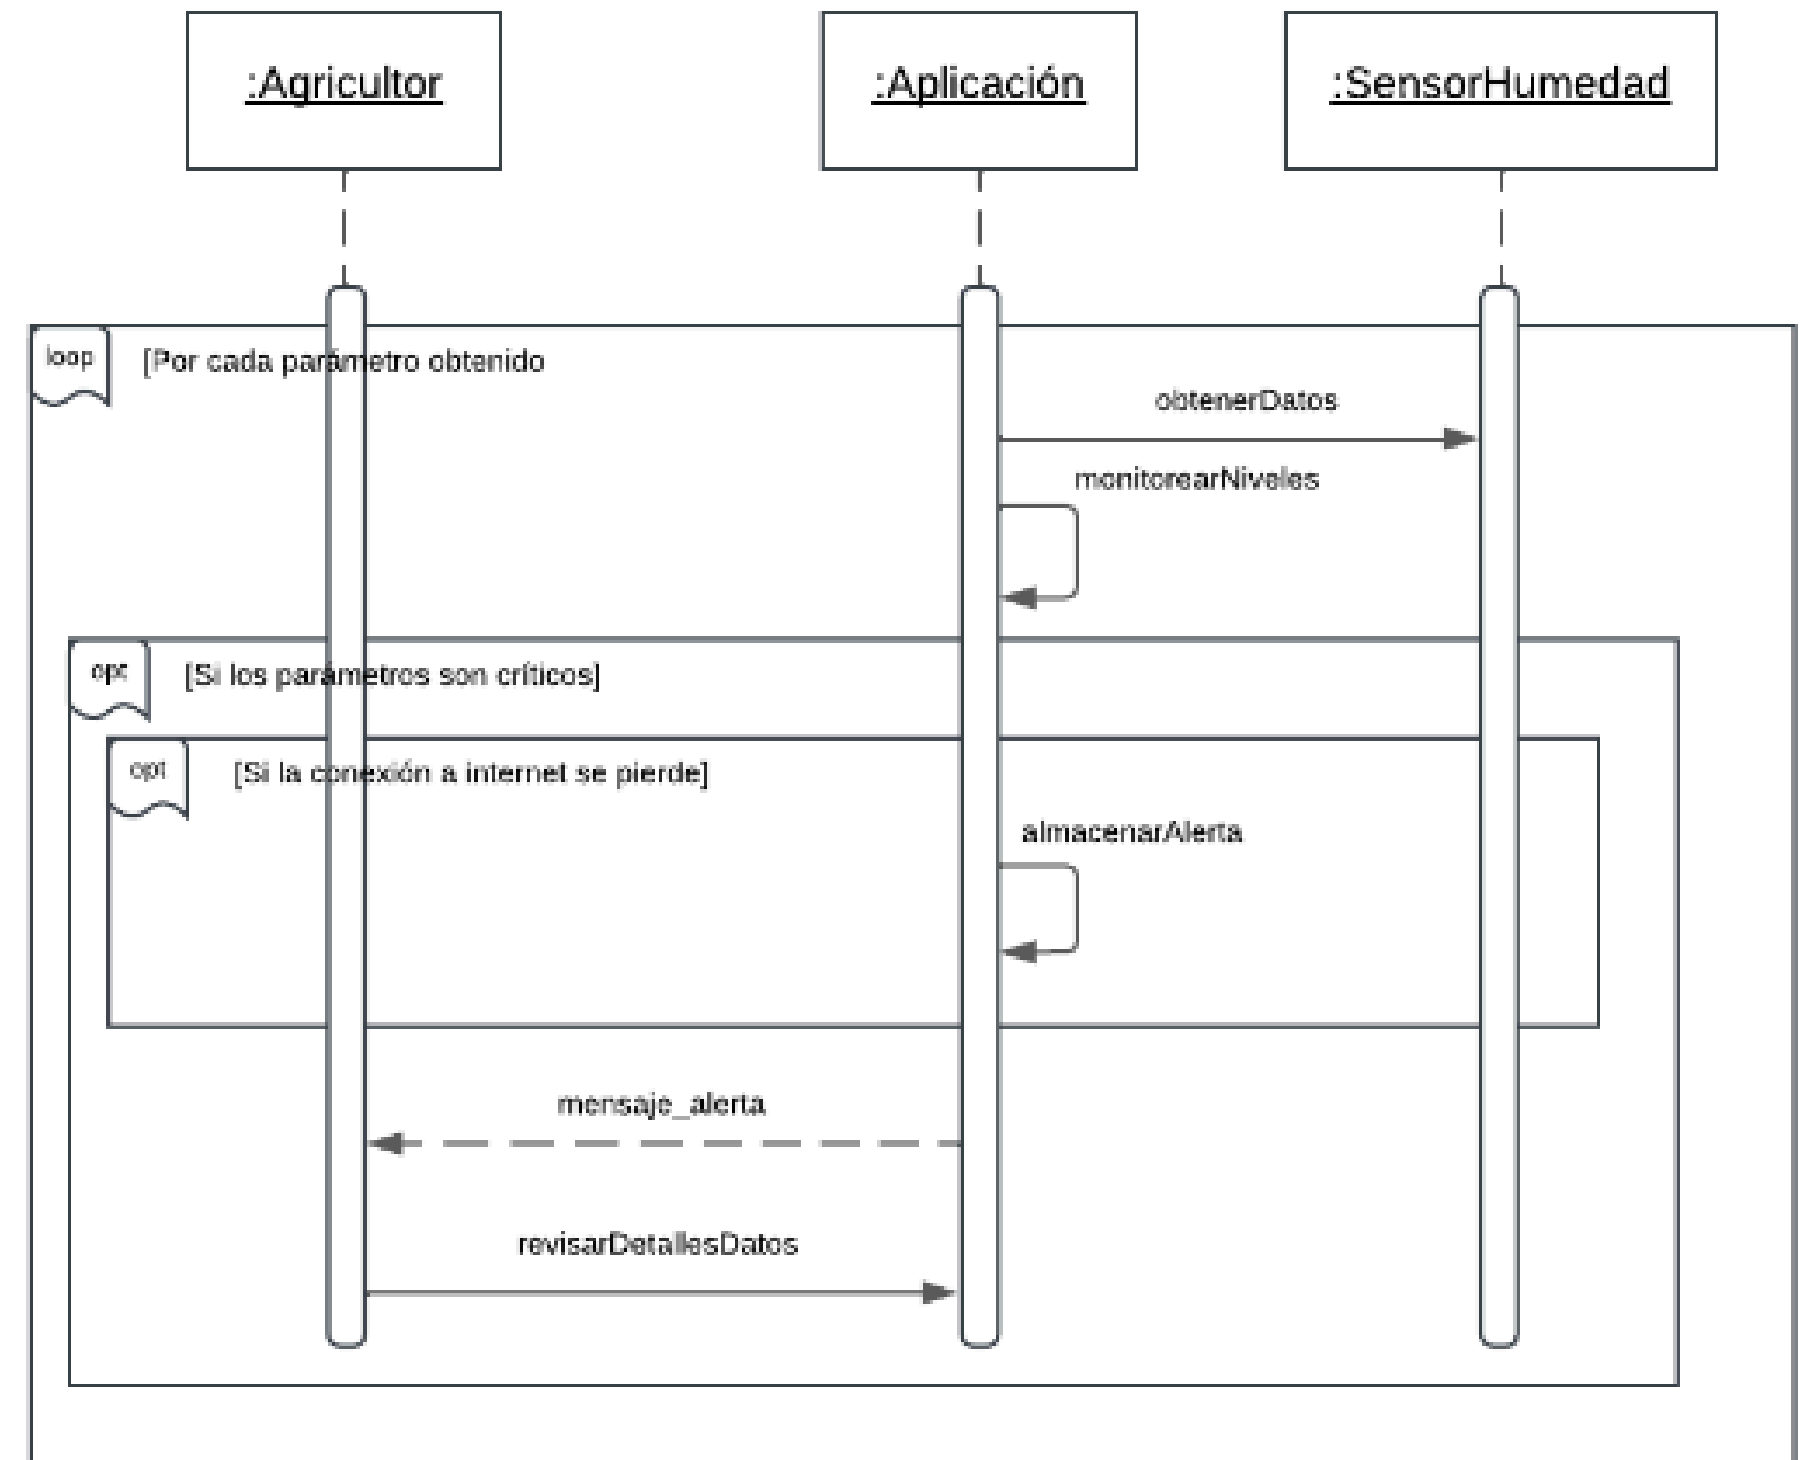 :Agricultor
:Aplicación
:SensorHumedad
loop
[Por cada parámetro obtenido
obtenerDatos
monitorearNiveles
opt
[Si los parámetros son críticos]
opt
[Si la conexión a internet se pierde]
almacenarAlerta
mensaje_alerta
revisarDetallesDatos